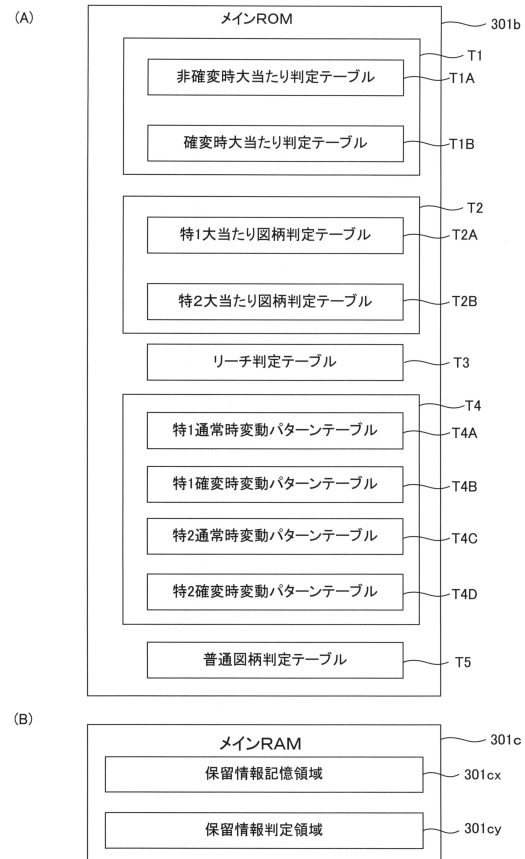 (A)
メインROM
301b
T1
非確変時大当たり判定テーブル
T1A
確変時大当たり判定テーブル
T1B
T2
特1大当たり図柄判定テーブル
T2A
特2大当たり図柄判定テーブル
T2B
リーチ判定テーブル
T3
T4
特1通常時変動パターンテーブル
T4A
特1確変時変動パターンテーブル
T4B
特2通常時変動パターンテーブル
T4C
特2確変時変動パターンテーブル
T4D
普通図柄判定テーブル
T5
(B)
メインRAM
301c
保留情報記憶領域
301cx
保留情報判定領域
301cy